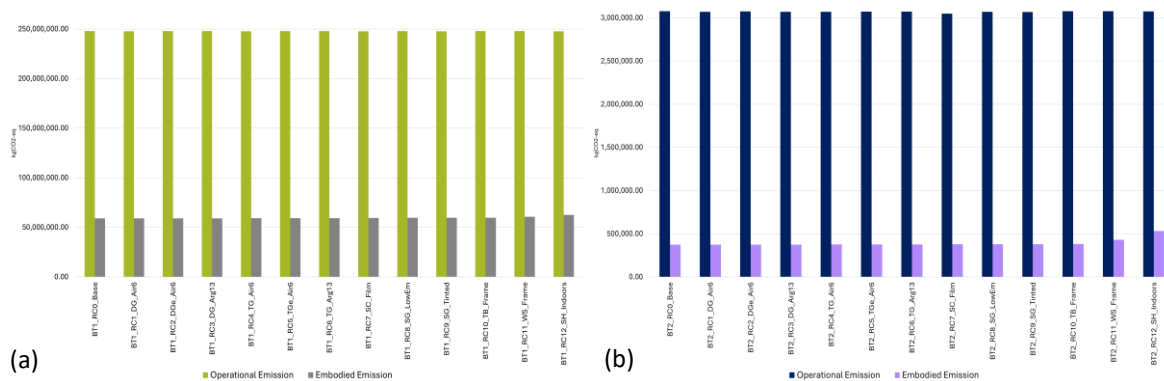 250,000,000.00
200,000,000.00
150,000,000.00
100,000,000.00
50,000,000.00
0.00
kgCO2-eq
BT1_RC0_Base
BT1_RC1_DG_Air6
BT1_RC2_DGe_Air6
BT1_RC3_DG_Arg13
BT1_RC4_TG_Air6
BT1_RC5_TGe_Air6
BT1_RC6_TG_Arg13
BT1_RC7_SC_Film
BT1_RC8_SG_LowEm
BT1_RC9_SG_Tinted
BT1_RC10_TB_Frame
BT1_RC11_WS_Frame
BT1_RC12_SH_Indoors
(a)
Operational Emission
Embodied Emission
3,000,000.00
2,500,000.00
2,000,000.00
1,500,000.00
1,000,000.00
500,000.00
0.00
kgCO2-eq
BT2_RC0_Base
BT2_RC1_DG_Air6
BT2_RC2_DGe_Air6
BT2_RC3_DG_Arg13
BT2_RC4_TG_Air6
BT2_RC5_TGe_Air6
BT2_RC6_TG_Arg13
BT2_RC7_SC_Film
BT2_RC8_SG_LowEm
BT2_RC9_SG_Tinted
BT2_RC10_TB_Frame
BT2_RC11_WS_Frame
BT2_RC12_SH_Indoors
(b)
Operational Emission
Embodied Emission